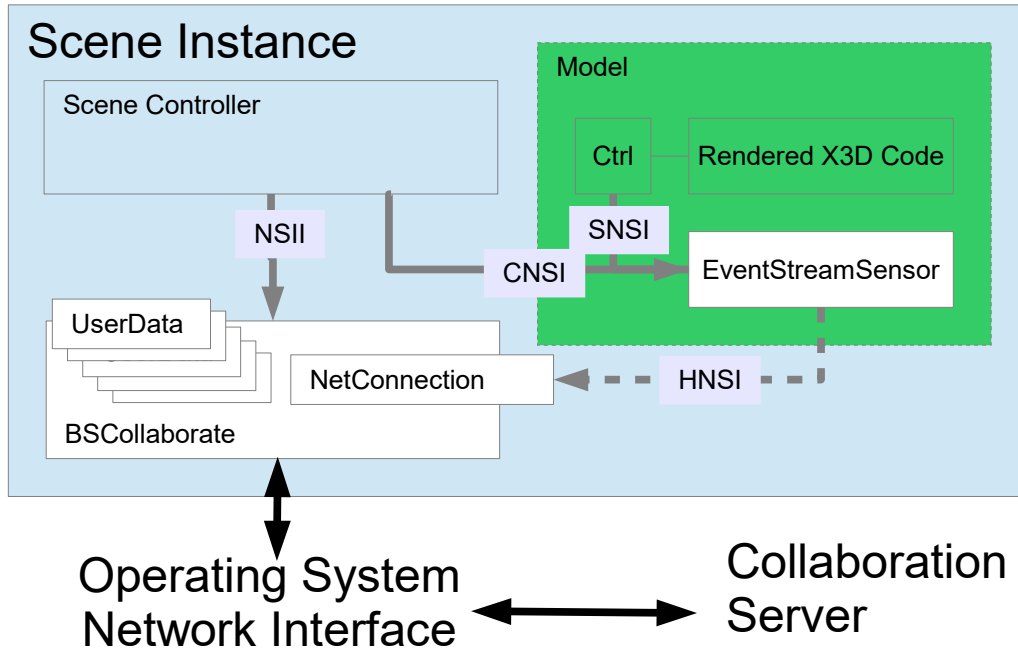 Scene Instance
Model
Scene Controller
Ctrl
Rendered X3D Code
NSII
SNSI
CNSI
EventStreamSensor
UserData
NetConnection
HNSI
BSCollaborate
Operating System
Network Interface
Collaboration
Server